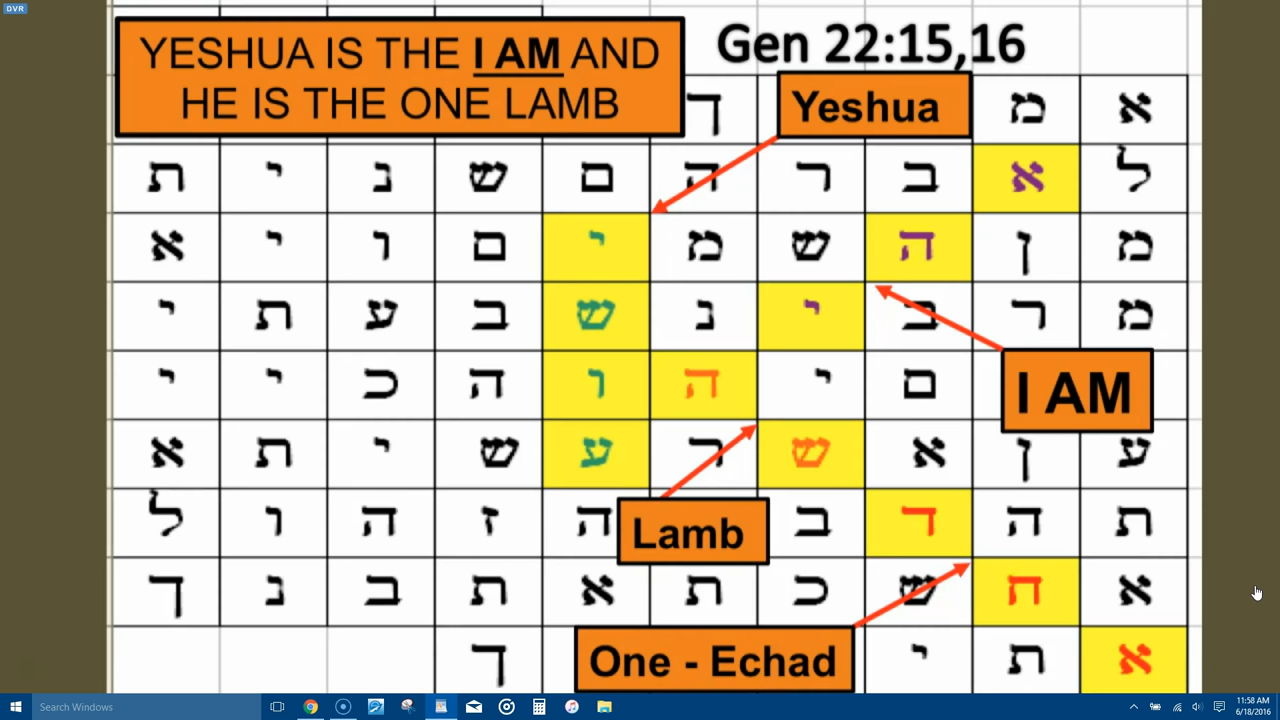 DVR
YESHUA IS THE I AM AND
HE IS THE ONE LAMB
Gen 22:15,16
Yeshua
א מ ך
ל א ב ר ה ם ש נ י ת
מ ן ה ש מ י ם ו י א
מ ר ב י נ ש ב ע ת י
I AM
ם י ה ו ה כ י י
ע ן א ש ר ע ש י ת א
Lamb
ת ה ד ב ה ז ה ו ל
א ח ש כ ת א ת ב נ ך
One - Echad
א ת י ך
Search Windows
11:58 AM
6/18/2016